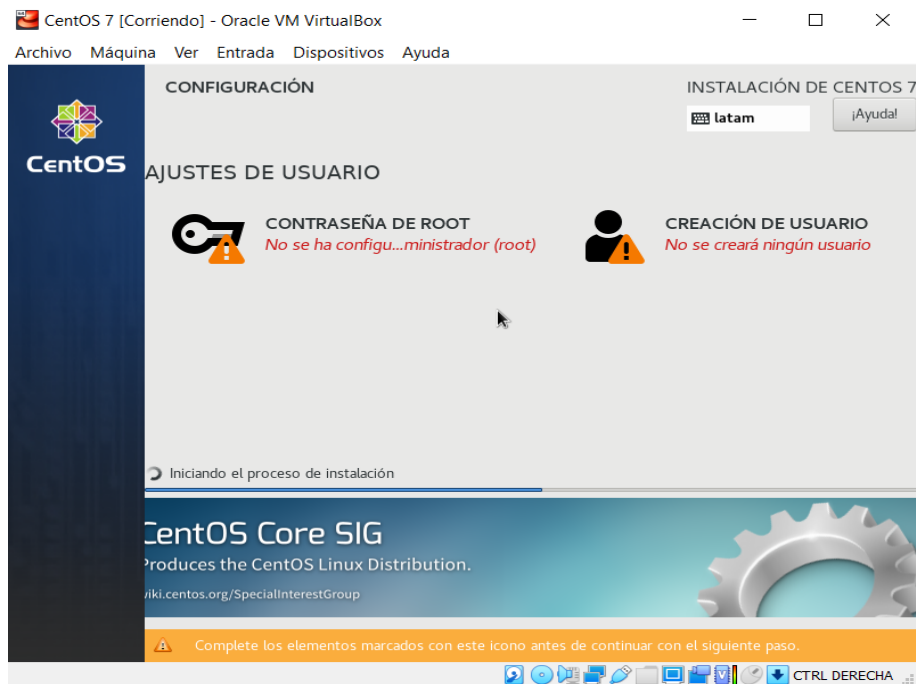 CentOS 7 [Corriendo] - Oracle VM VirtualBox
Archivo Máquina Ver Entrada Dispositivos Ayuda
CONFIGURACIÓN
INSTALACIÓN DE CENTOS 7
latam
¡Ayuda!
CentOS
AJUSTES DE USUARIO
CONTRASEÑA DE ROOT
No se ha configu...ministrador (root)
CREACIÓN DE USUARIO
No se creará ningún usuario
Iniciando el proceso de instalación
CentOS Core SIG
Produces the CentOS Linux Distribution.
wiki.centos.org/SpecialInterestGroup
Complete los elementos marcados con este icono antes de continuar con el siguiente paso.
CTRL DERECHA